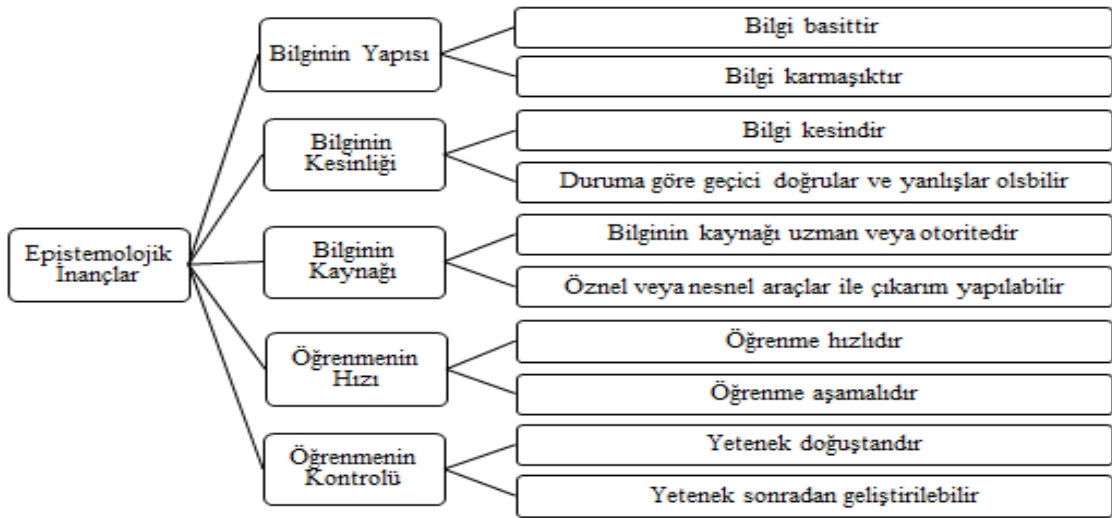 Bilginin Yapısı
Bilgi basittir
Bilgi karmaşıktır
Bilginin
Kesinliği
Bilgi kesindir
Duruma göre geçici doğrular ve yanlışlar olsbilir
Epistemolojik
İnançlar
Bilginin
Kaynağı
Bilginin kaynağı uzman veya otoritedir
Öznel veya nesnel araçlar ile çıkarım yapılabilir
Öğrenmenin
Hızı
Öğrenme hızlıdır
Öğrenme aşamalıdır
Öğrenmenin
Kontrolü
Yetenek doğuştandır
Yetenek sonradan geliştirilebilir